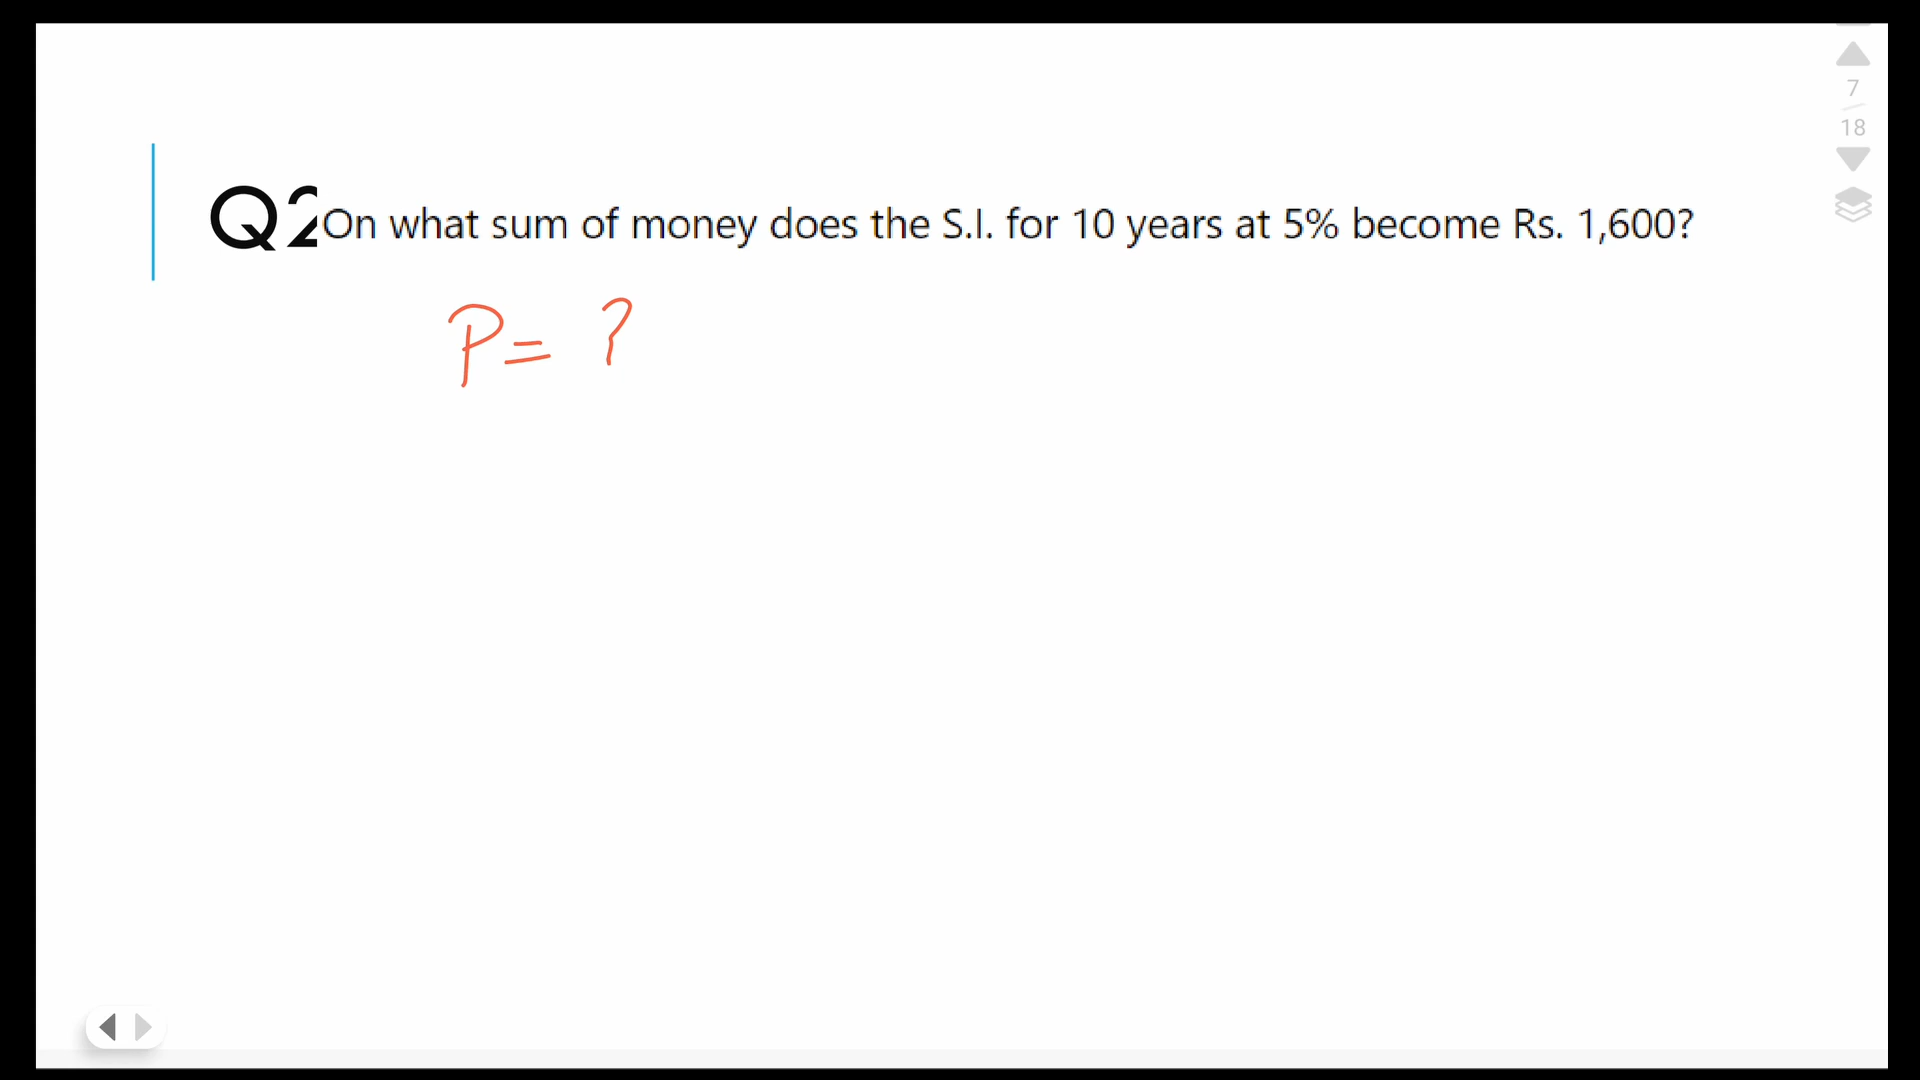 7
18
Q2 On what sum of money does the S.I. for 10 years at 5% become Rs. 1,600?
P = ?